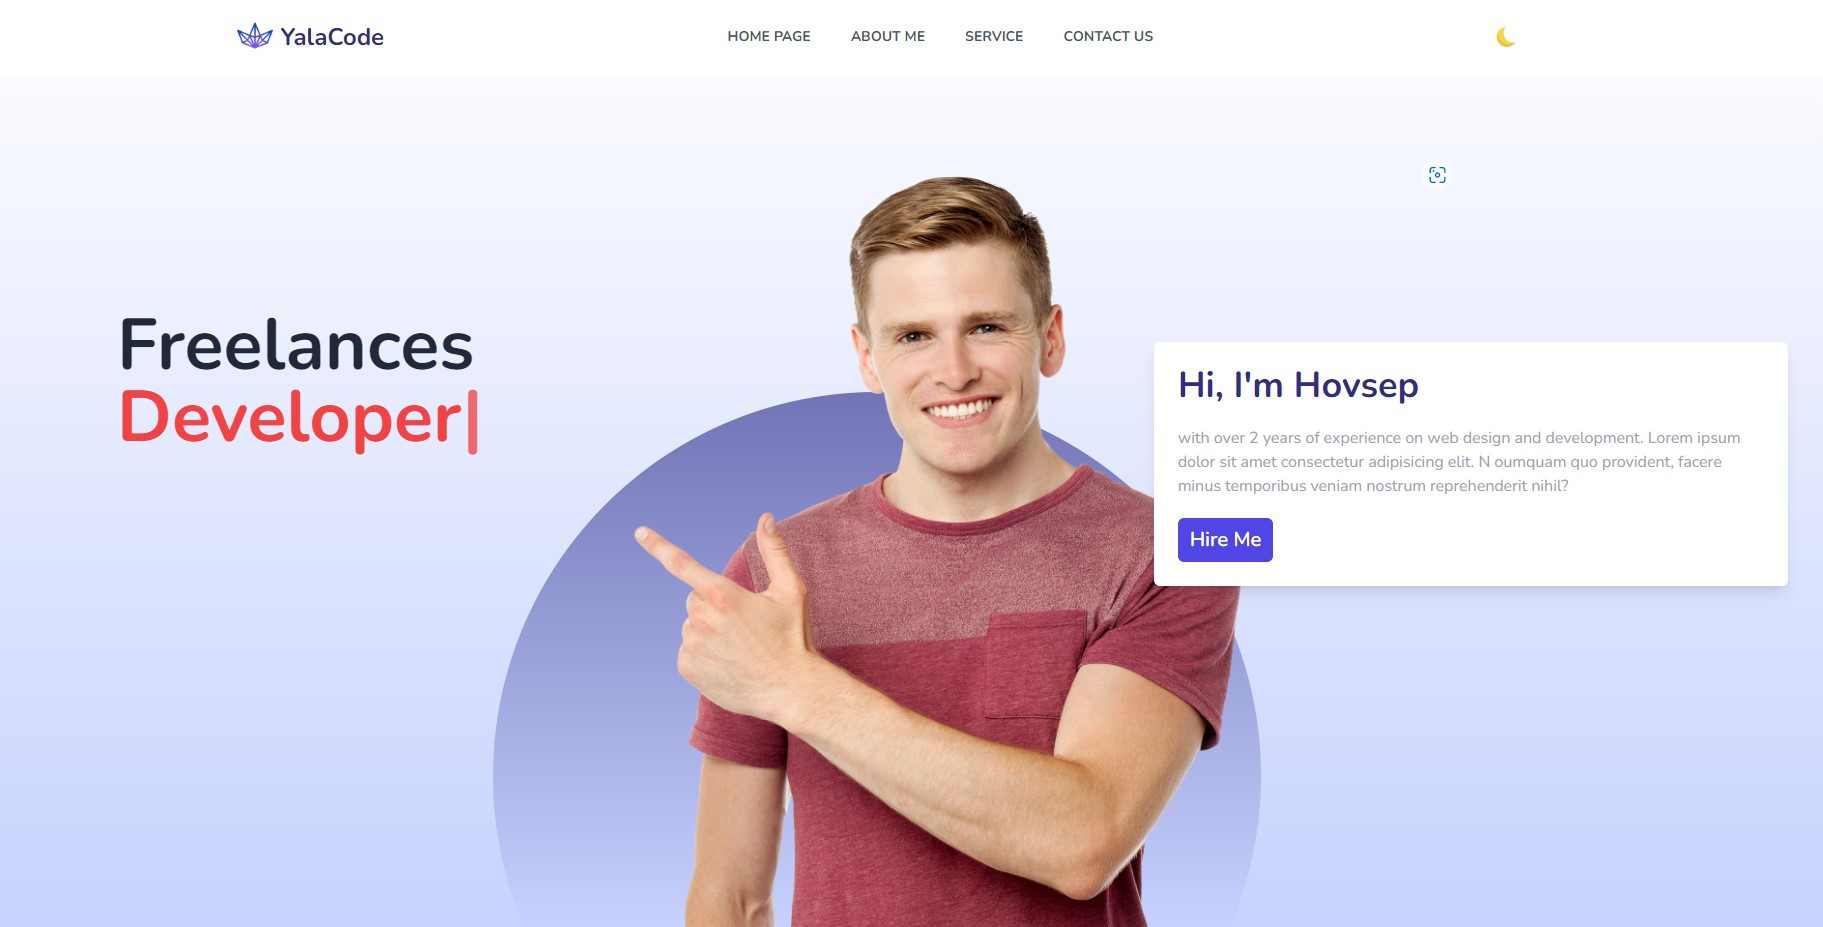 YalaCode
HOME PAGE ABOUT ME SERVICE CONTACT US
Freelances
Developer|
Hi, I'm Hovsep
with over 2 years of experience on web design and development. Lorem ipsum
dolor sit amet consectetur adipisicing elit. N oumquam quo provident, facere
minus temporibus veniam nostrum reprehenderit nihil?
Hire Me